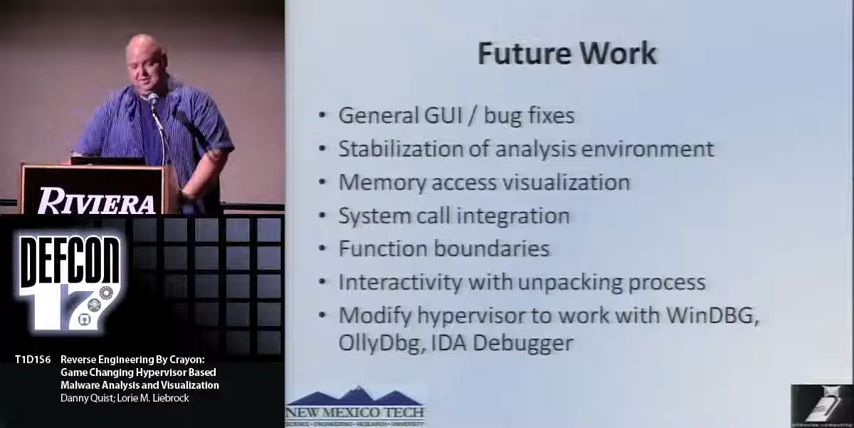 Future Work
• General GUI / bug fixes
• Stabilization of analysis environment
• Memory access visualization
• System call integration
• Function boundaries
• Interactivity with unpacking process
• Modify hypervisor to work with WinDBG,
OllyDbg, IDA Debugger
RIVIERA
DEFCON
17
T1D1S6
Reverse Engineering By Crayon:
Game Changing Hypervisor Based
Malware Analysis and Visualization
Danny Quist; Lorie M. Liebrock
NEW MEXICO TECH
SCIENCE • ENGINEERING • RESEARCH • UNIVERSITY